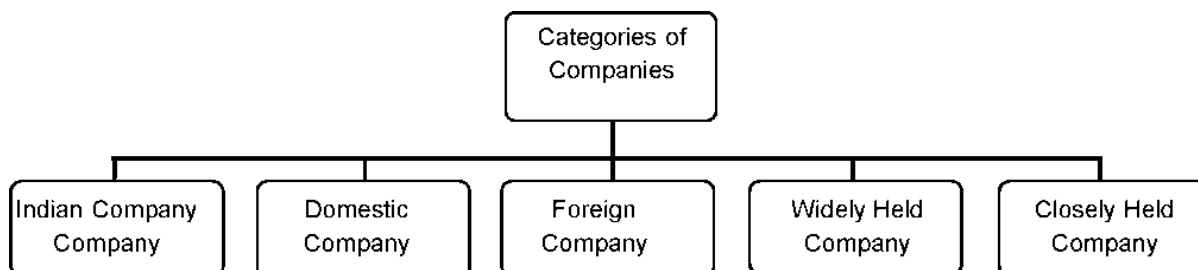 Categories of
Companies
Indian Company
Company
Domestic
Company
Foreign
Company
Widely Held
Company
Closely Held
Company